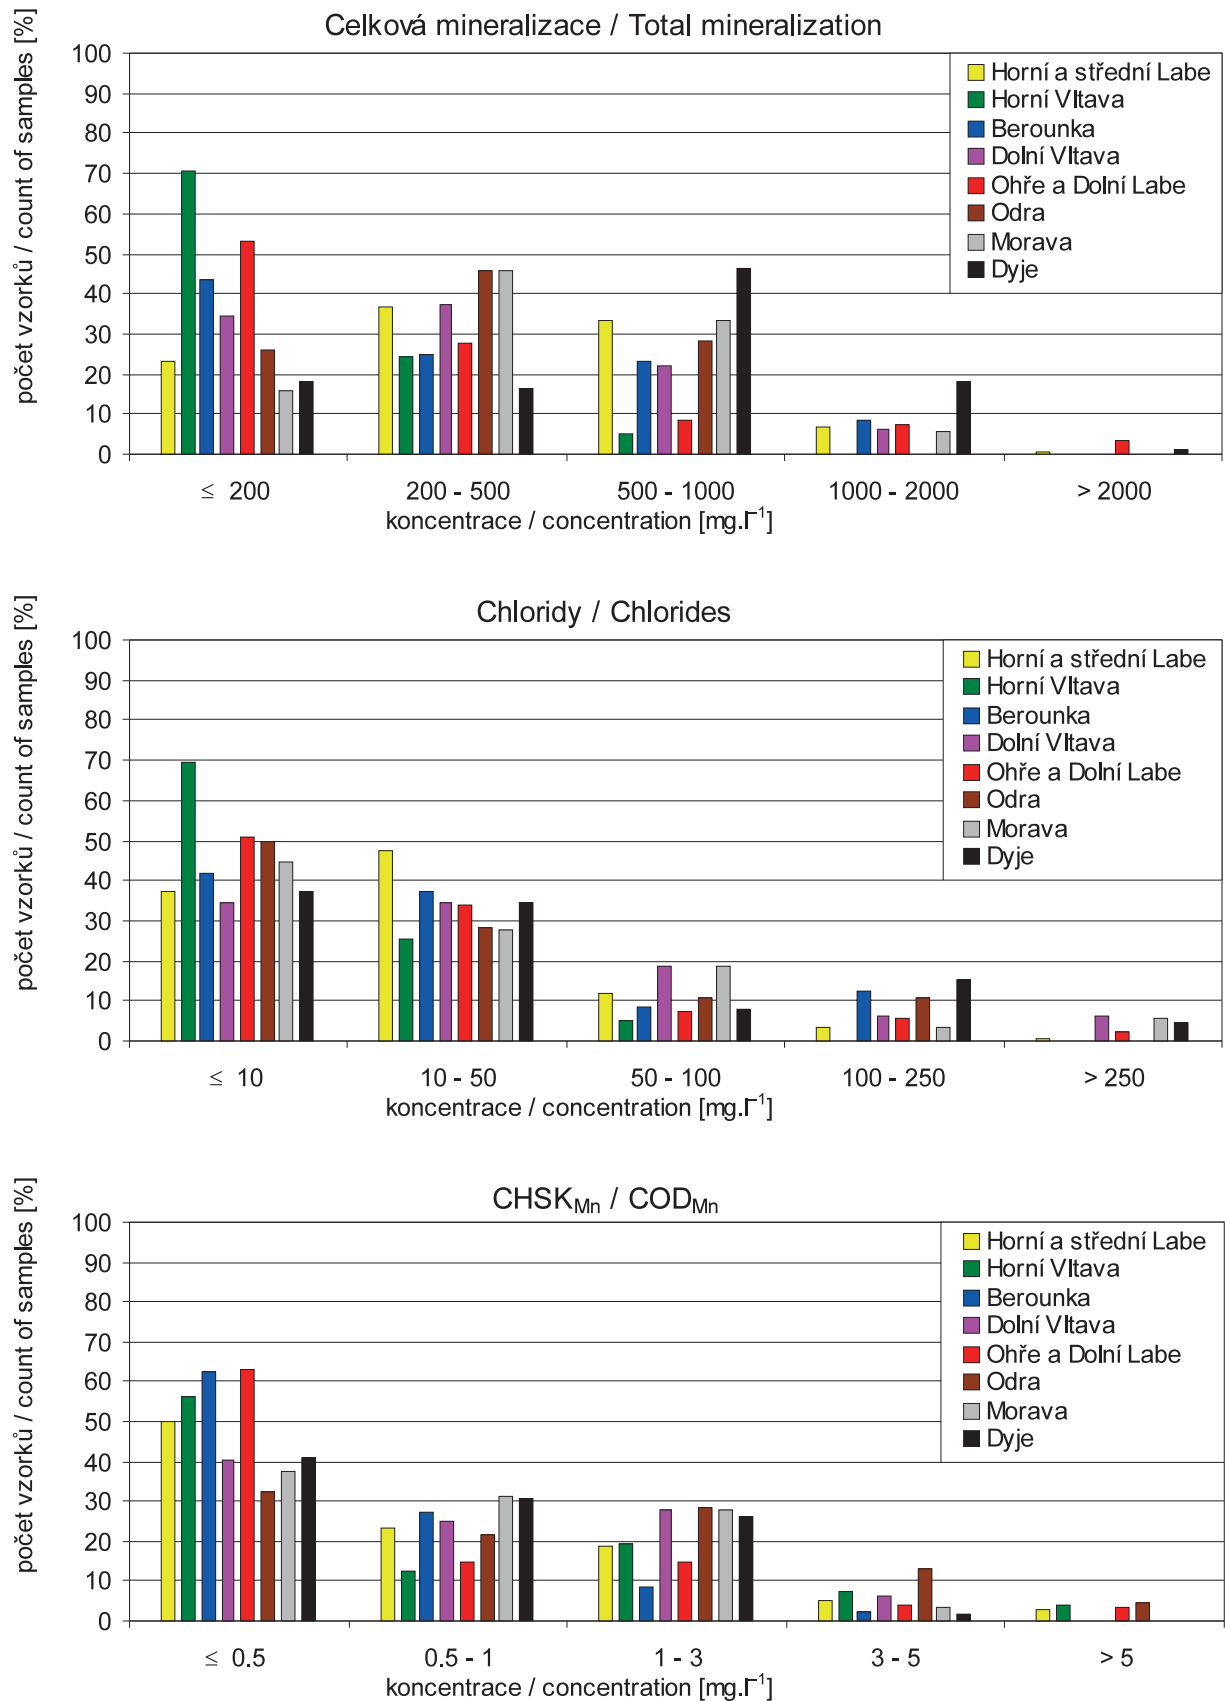 Celková mineralizace / Total mineralization
počet vzorků / count of samples [%]
100
90
80
70
60
50
40
30
20
10
0
Horní a střední Labe
Horní Vltava
Berounka
Dolní Vltava
Ohře a Dolní Labe
Odra
Morava
Dyje
≤ 200
200 - 500
500 - 1000
1000 - 2000
> 2000
koncentrace / concentration [mg.l⁻¹]
Chloridy / Chlorides
počet vzorků / count of samples [%]
100
90
80
70
60
50
40
30
20
10
0
Horní a střední Labe
Horní Vltava
Berounka
Dolní Vltava
Ohře a Dolní Labe
Odra
Morava
Dyje
≤ 10
10 - 50
50 - 100
100 - 250
> 250
koncentrace / concentration [mg.l⁻¹]
CHSKMn / CODMn
počet vzorků / count of samples [%]
100
90
80
70
60
50
40
30
20
10
0
Horní a střední Labe
Horní Vltava
Berounka
Dolní Vltava
Ohře a Dolní Labe
Odra
Morava
Dyje
≤ 0.5
0.5 - 1
1 - 3
3 - 5
> 5
koncentrace / concentration [mg.l⁻¹]